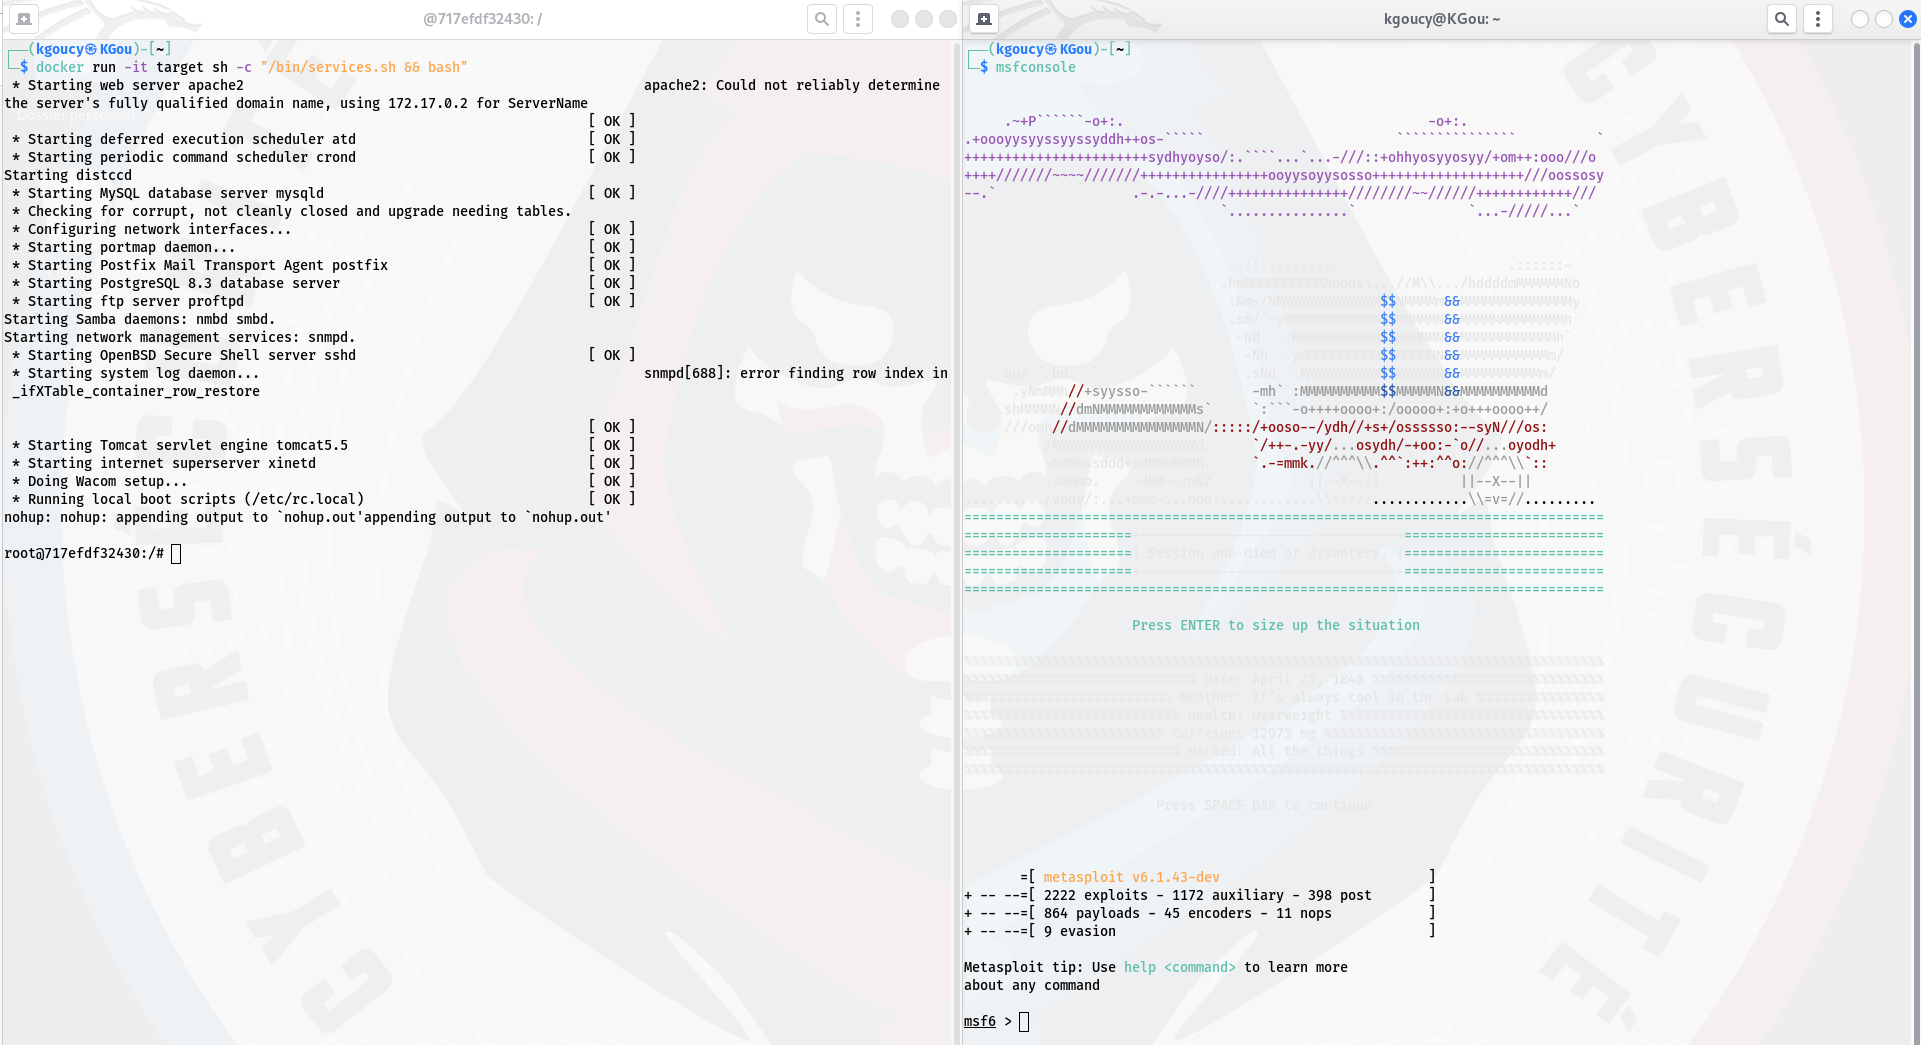 @717efdf32430: /
(kgoucy㉿KGou)-[~]
$ docker run -it target sh -c "/bin/services.sh && bash"
* Starting web server apache2 apache2: Could not reliably determine
the server's fully qualified domain name, using 172.17.0.2 for ServerName
[ OK ]
* Starting deferred execution scheduler atd [ OK ]
* Starting periodic command scheduler crond [ OK ]
Starting distccd
* Starting MySQL database server mysqld [ OK ]
* Checking for corrupt, not cleanly closed and upgrade needing tables.
* Configuring network interfaces... [ OK ]
* Starting portmap daemon... [ OK ]
* Starting Postfix Mail Transport Agent postfix [ OK ]
* Starting PostgreSQL 8.3 database server [ OK ]
* Starting ftp server proftpd [ OK ]
Starting Samba daemons: nmbd smbd.
Starting network management services: snmpd.
* Starting OpenBSD Secure Shell server sshd [ OK ]
* Starting system log daemon... snmpd[688]: error finding row index in
_ifXTable_container_row_restore
[ OK ]
* Starting Tomcat servlet engine tomcat5.5 [ OK ]
* Starting internet superserver xinetd [ OK ]
* Doing Wacom setup... [ OK ]
* Running local boot scripts (/etc/rc.local) [ OK ]
nohup: nohup: appending output to `nohup.out'appending output to `nohup.out'
root@717efdf32430:/#
kgoucy@KGou: ~
(kgoucy㉿KGou)-[~]
$ msfconsole
Session one died of dysentery.
Press ENTER to size up the situation
Date: April 25, 1848
Weather: It's always cool in the lab
Health: Overweight
Caffeine: 12975 mg
Hacked: All the things
Press SPACE BAR to continue
=[ metasploit v6.1.43-dev ]
+ -- --=[ 2222 exploits - 1172 auxiliary - 398 post ]
+ -- --=[ 864 payloads - 45 encoders - 11 nops ]
+ -- --=[ 9 evasion ]
Metasploit tip: Use help <command> to learn more
about any command
msf6 >
CYBERSÉCURITÉ